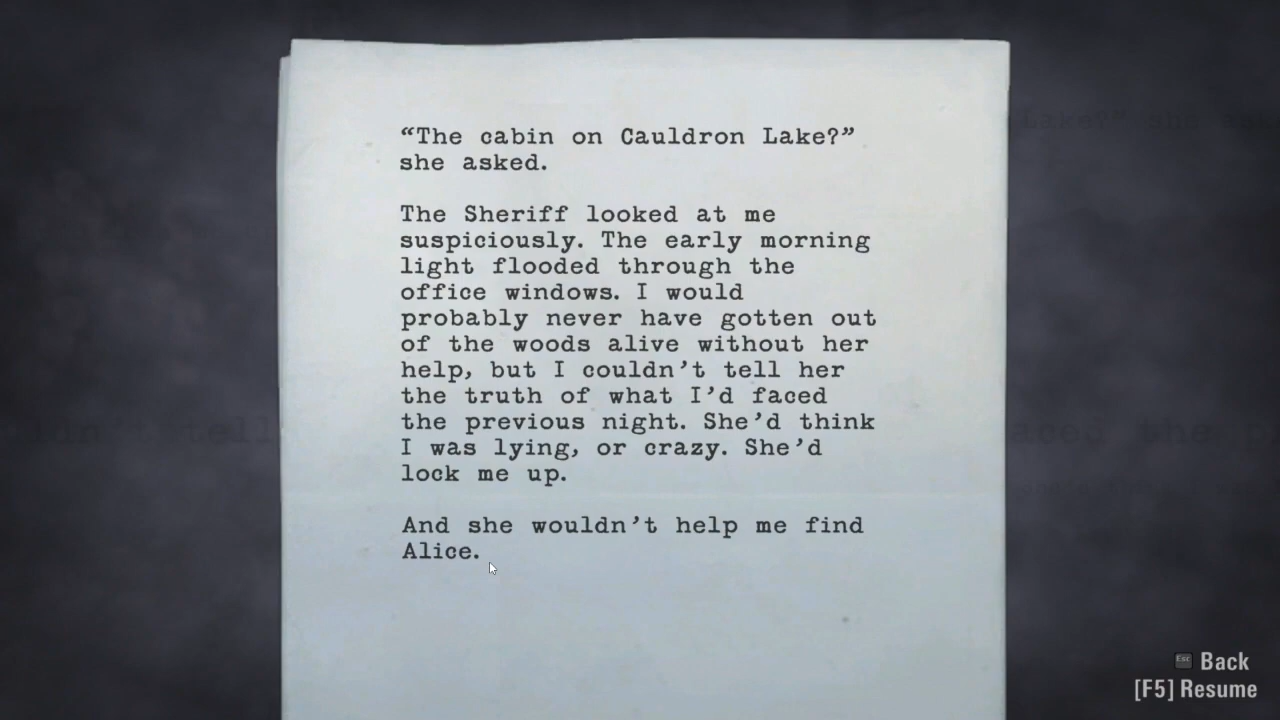 “The cabin on Cauldron Lake?”
she asked.
The Sheriff looked at me
suspiciously. The early morning
light flooded through the
office windows. I would
probably never have gotten out
of the woods alive without her
help, but I couldn’t tell her
the truth of what I’d faced
the previous night. She’d think
I was lying, or crazy. She’d
lock me up.
And she wouldn’t help me find
Alice.
Esc Back
[F5] Resume